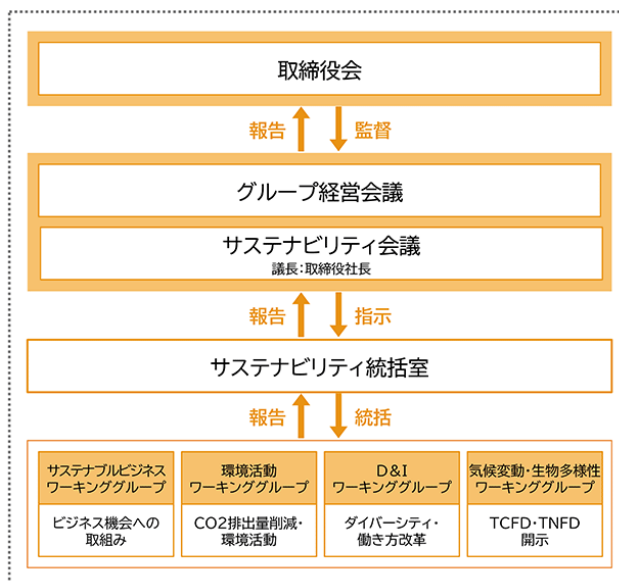 取締役会
報告 監督
グループ経営会議
サステナビリティ会議
議長:取締役社長
報告 指示
サステナビリティ統括室
報告 統括
サステナブルビジネス
ワーキンググループ
ビジネス機会への
取組み
環境活動
ワーキンググループ
CO2排出量削減・
環境活動
D&I
ワーキンググループ
ダイバーシティ・
働き方改革
気候変動・生物多様性
ワーキンググループ
TCFD・TNFD
開示